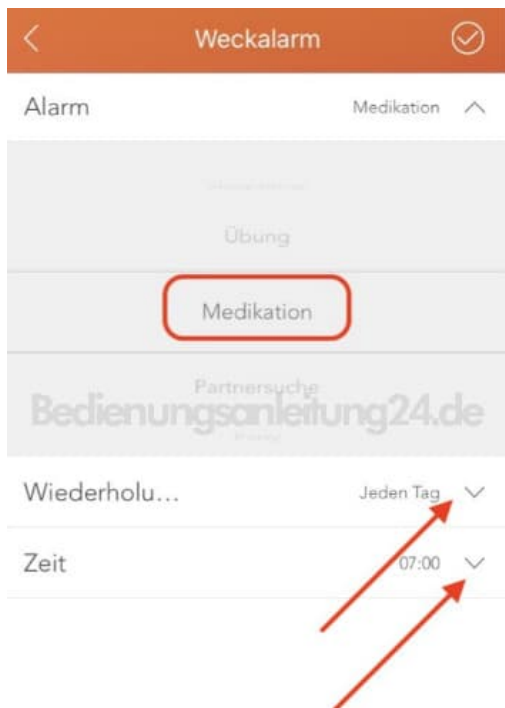 Weckalarm
Alarm Medikation
Übung
Medikation
Partnersuche
Bedienungsanleitung24.de
Wiederholu... Jeden Tag
Zeit 07:00